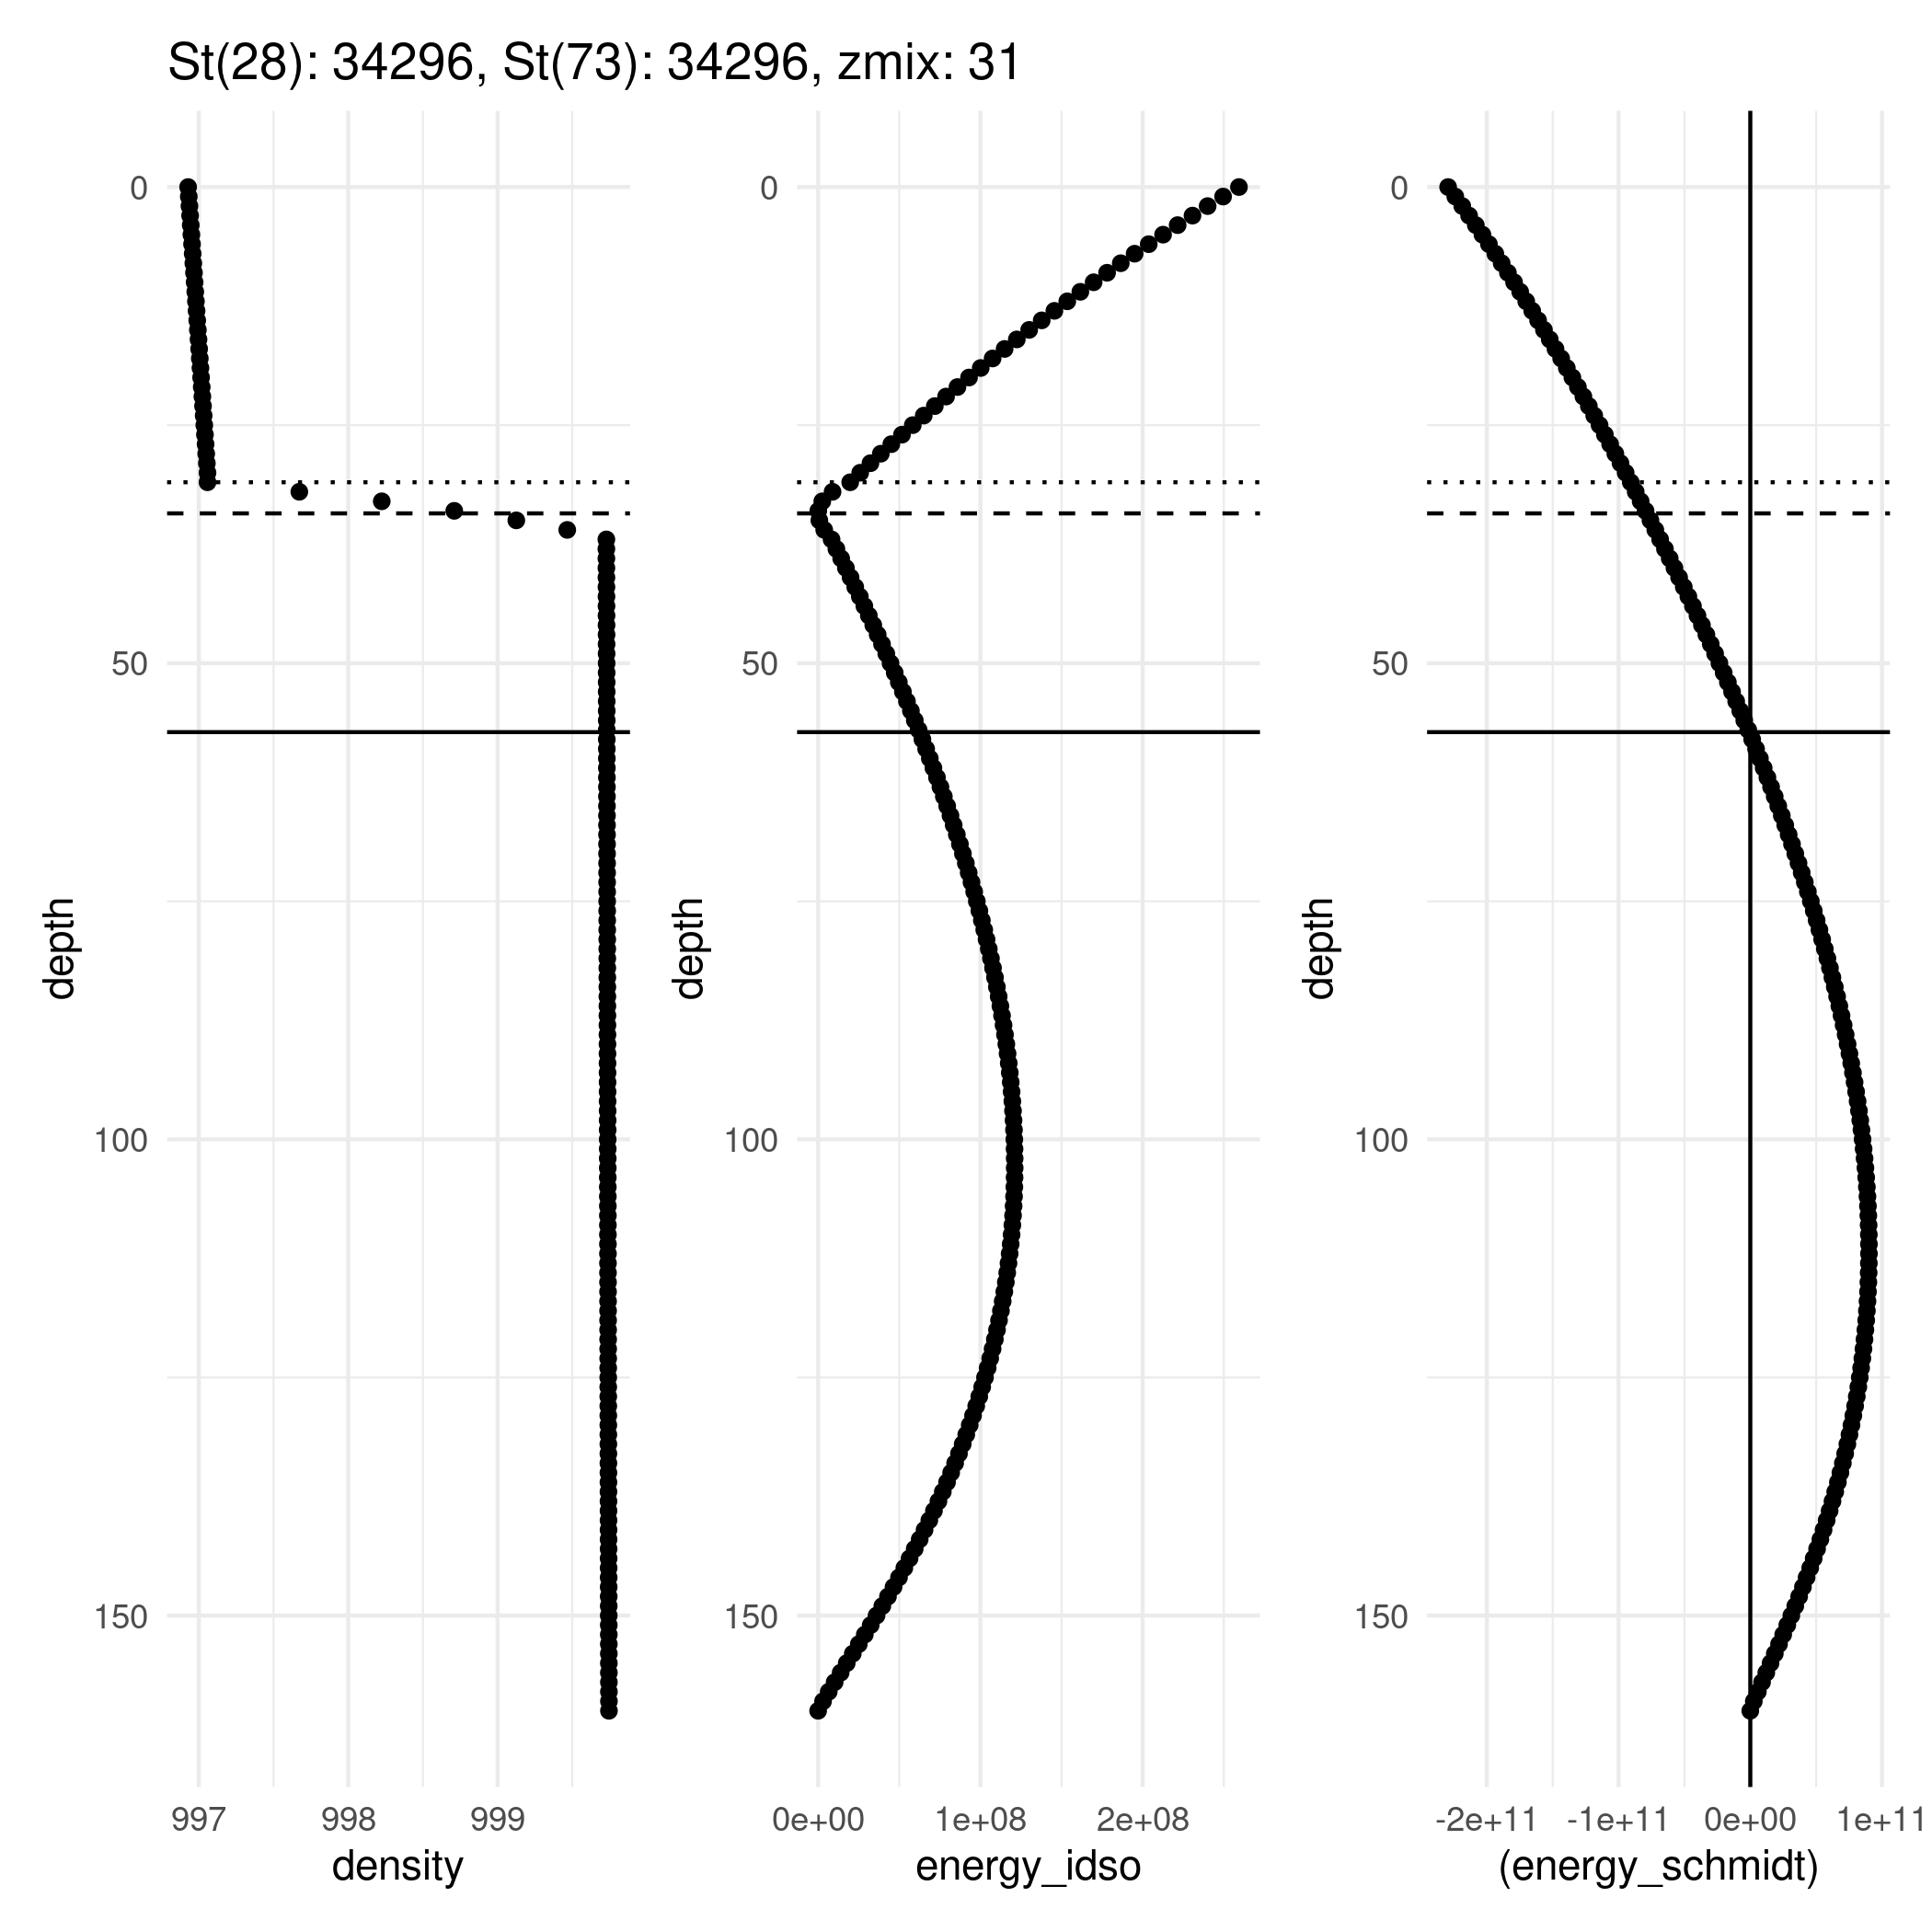 St(28): 34296, St(73): 34296, zmix: 31
depth
0
50
100
150
997 998 999
density
depth
0
50
100
150
0e+00 1e+08 2e+08
energy_idso
depth
0
50
100
150
-2e+11 -1e+11 0e+00 1e+11
(energy_schmidt)